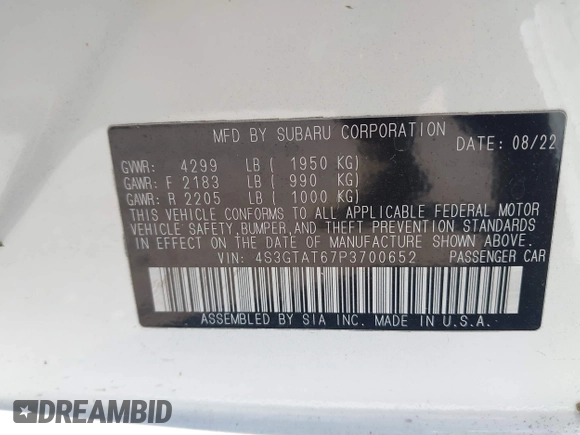 MFD BY SUBARU CORPORATION DATE: 08/22
GVWR: 4299 LB ( 1950 KG)
GAWR: F 2183 LB ( 990 KG)
GAWR: R 2205 LB ( 1000 KG)
THIS VEHICLE CONFORMS TO ALL APPLICABLE FEDERAL MOTOR
VEHICLE SAFETY,BUMPER,AND THEFT PREVENTION STANDARDS
IN EFFECT ON THE DATE OF MANUFACTURE SHOWN ABOVE.
VIN: 4S3GTAT67P3700652 PASSENGER CAR
ASSEMBLED BY SIA INC. MADE IN U.S.A.
DREAMBID